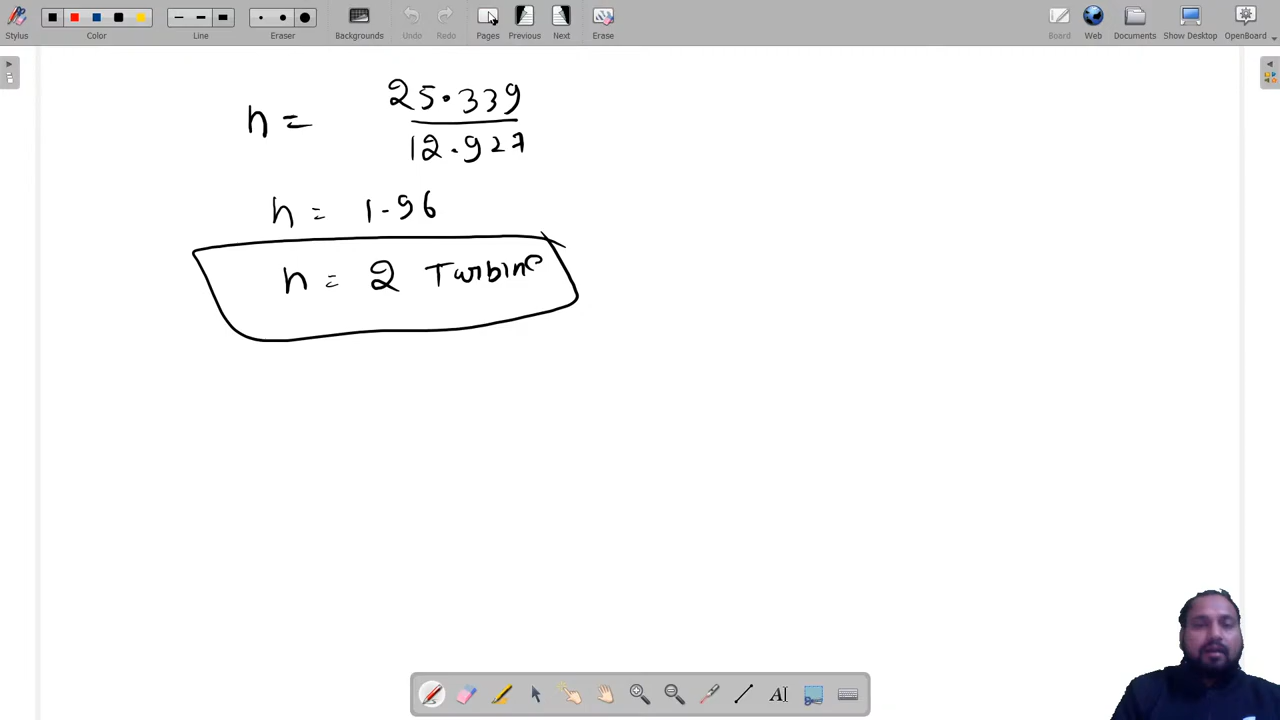 Stylus
Color
Line
Eraser
Backgrounds
Undo
Redo
Pages
Previous
Next
Erase
Board
Web
Documents
Show Desktop
OpenBoard
n = 25.339
12.927
n = 1.96
n = 2 Turbine
AI